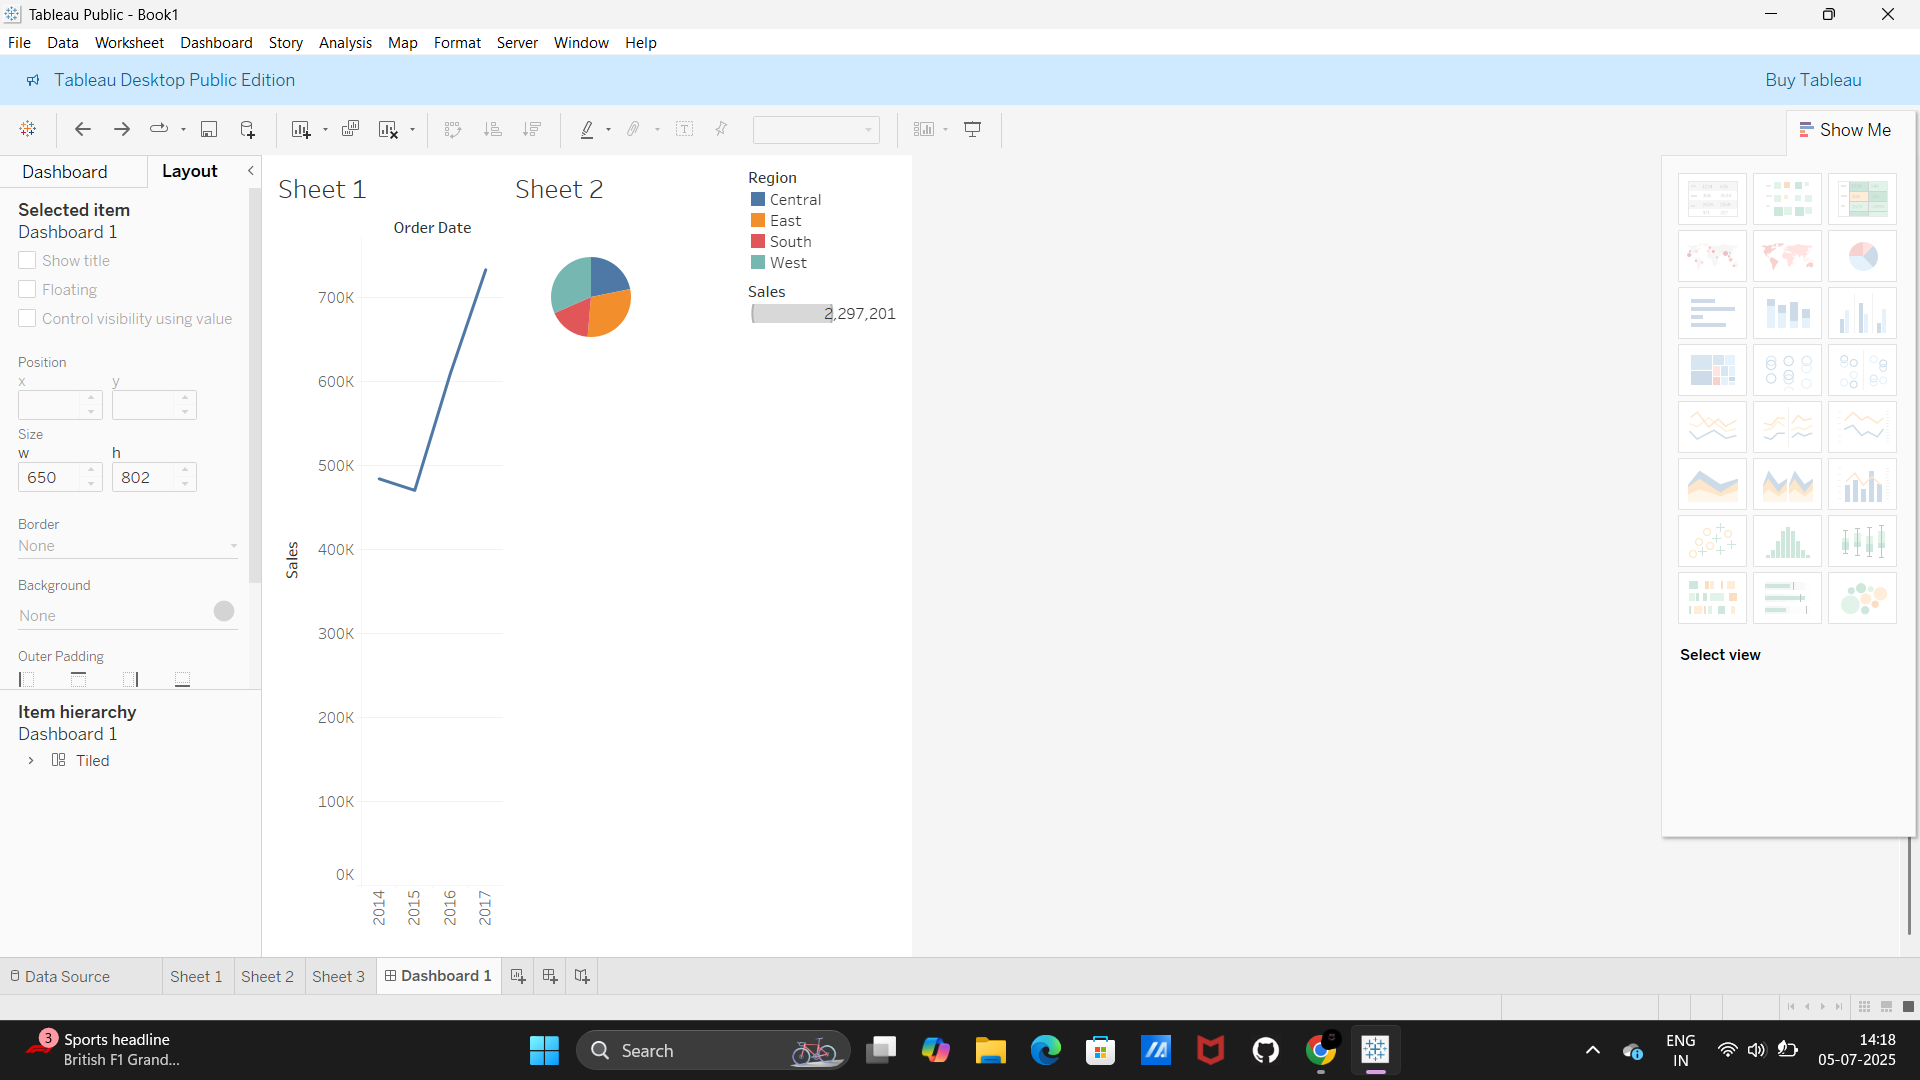 Tableau Public - Book1
File Data Worksheet Dashboard Story Analysis Map Format Server Window Help
Tableau Desktop Public Edition
Buy Tableau
Show Me
Dashboard
Layout
Selected item
Dashboard 1
Show title
Floating
Control visibility using value
Position
x y
Size
w h
650 802
Border
None
Background
None
Outer Padding
Item hierarchy
Dashboard 1
Tiled
Sheet 1
Order Date
Sales
700K
600K
500K
400K
300K
200K
100K
0K
2014 2015 2016 2017
Sheet 2
Region
Central
East
South
West
Sales
2,297,201
Select view
Data Source Sheet 1 Sheet 2 Sheet 3 Dashboard 1
3
Sports headline
British F1 Grand...
Search
ENG
IN
14:18
05-07-2025